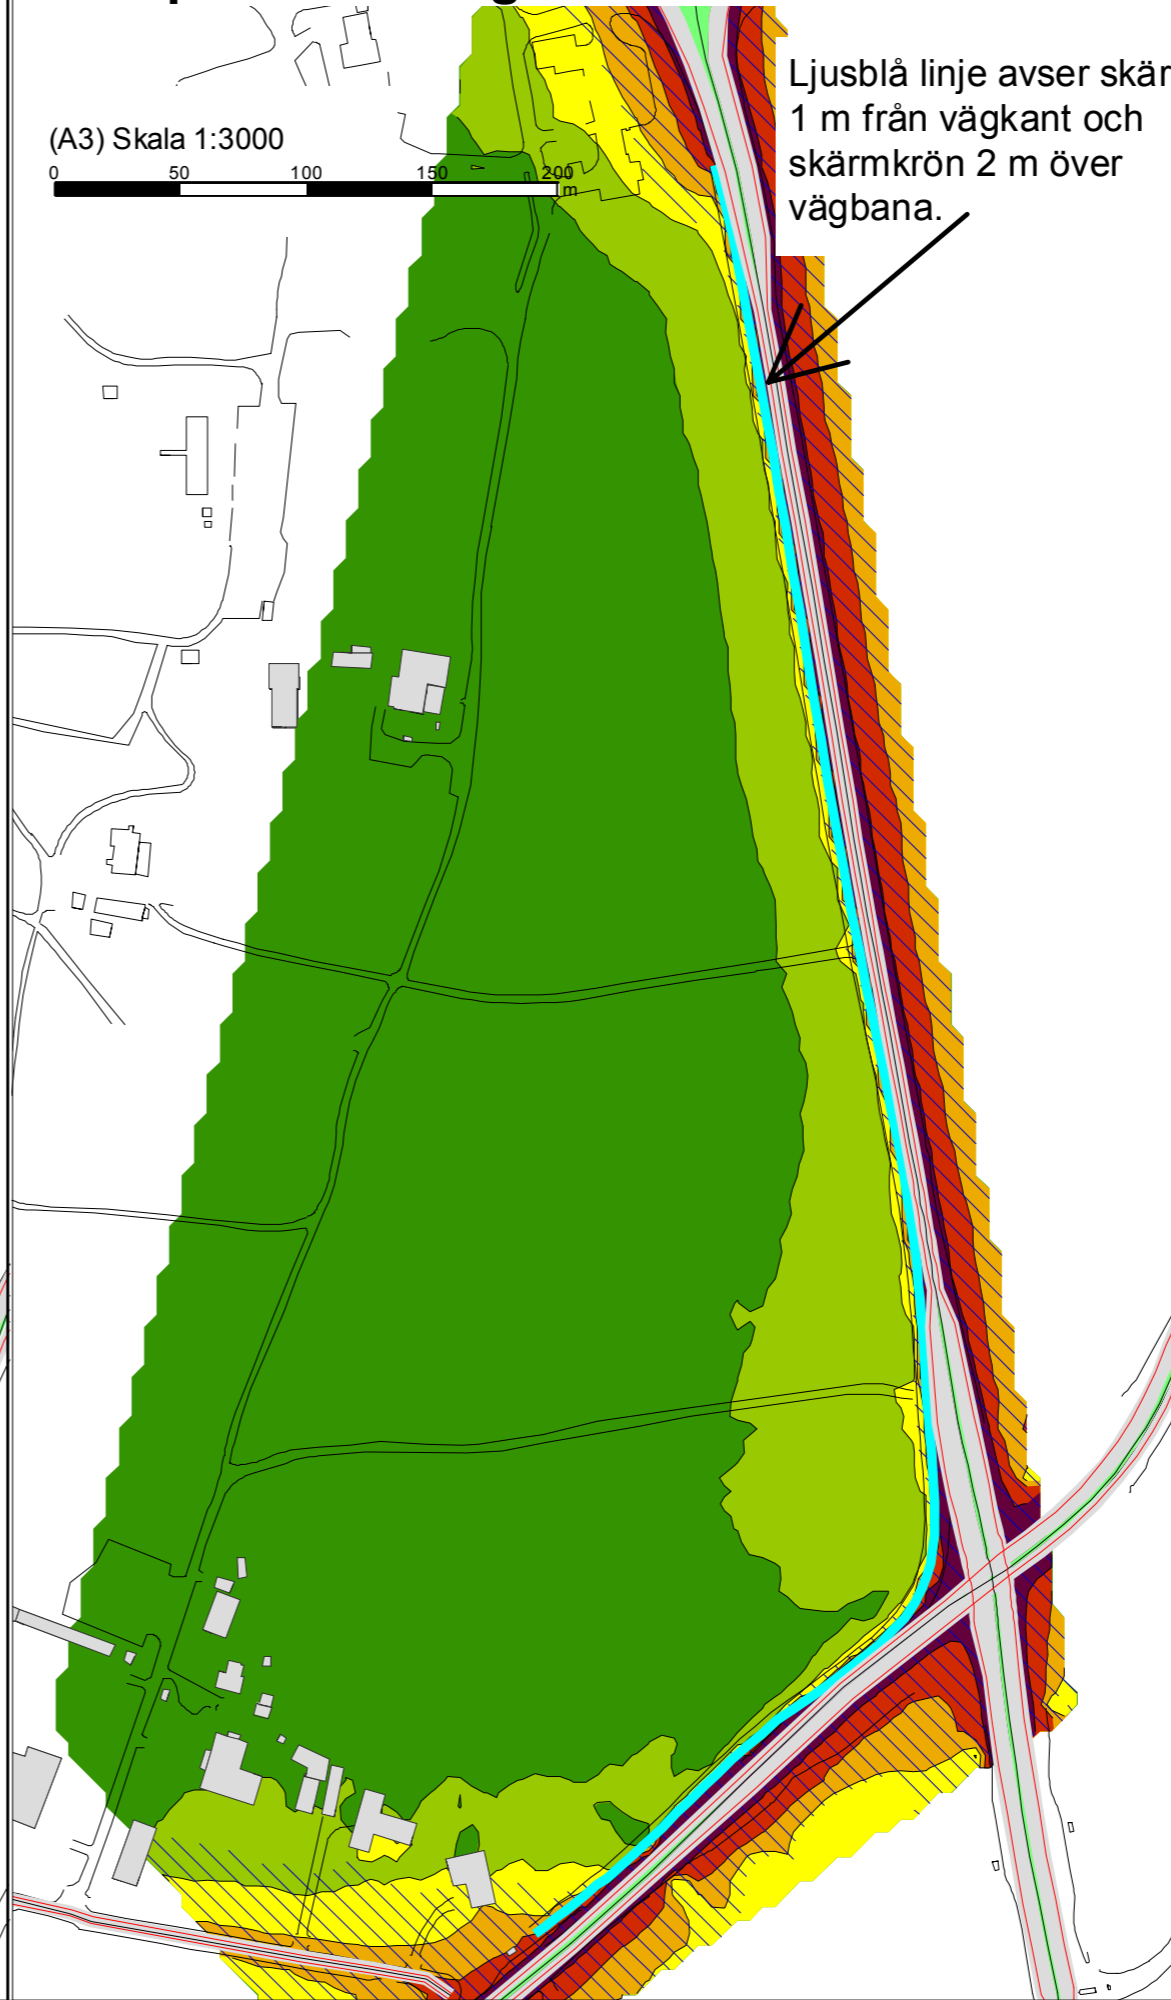 Ljusblå linje avser skär
1 m från vägkant och
skärmkrön 2 m över
vägbana.
(A3) Skala 1:3000
0 50 100 150 200
m